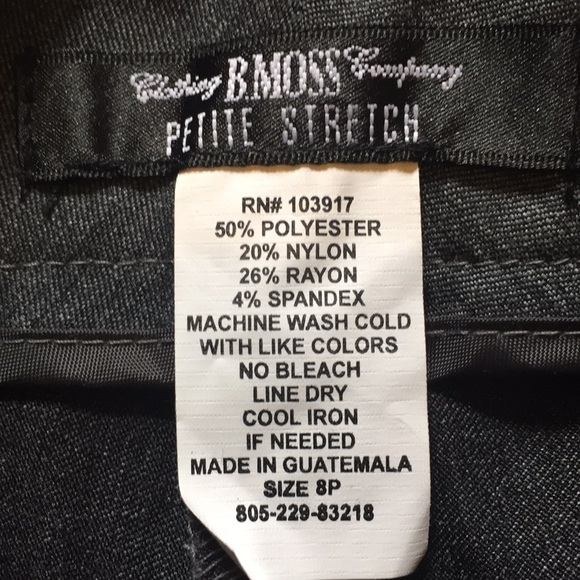 Clothing B.MOSS Company
PETITE STRETCH
RN# 103917
50% POLYESTER
20% NYLON
26% RAYON
4% SPANDEX
MACHINE WASH COLD
WITH LIKE COLORS
NO BLEACH
LINE DRY
COOL IRON
IF NEEDED
MADE IN GUATEMALA
SIZE 8P
805-229-83218